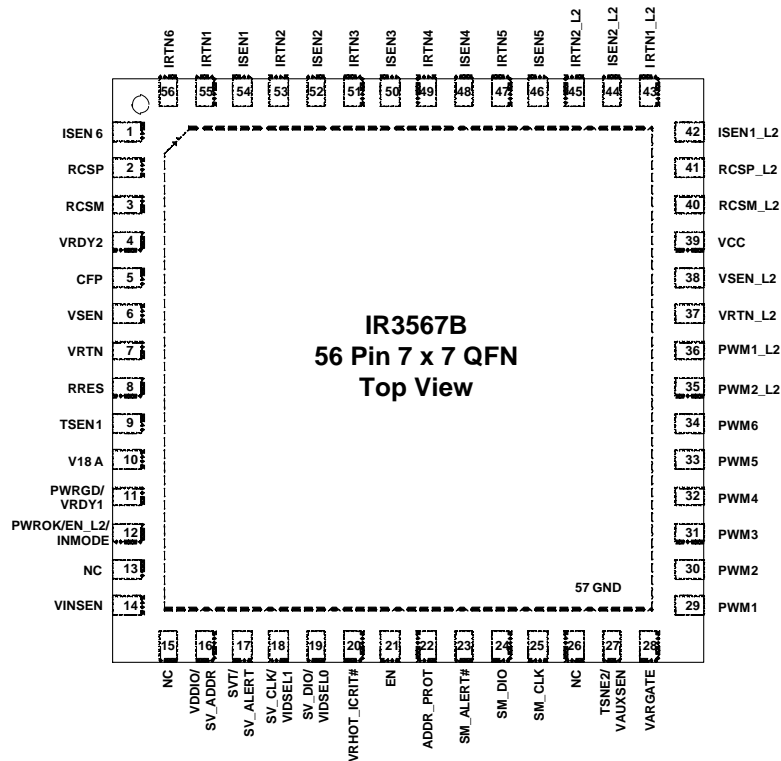 IRTN6
IRTN1
ISEN1
IRTN2
ISEN2
IRTN3
ISEN3
IRTN4
ISEN4
IRTN5
ISEN5
IRTN2_L2
ISEN2_L2
IRTN1_L2
56 55 54 53 52 51 50 49 48 47 46 45 44 43
ISEN 6 1
RCSP 2
RCSM 3
VRDY2 4
CFP 5
VSEN 6
VRTN 7
RRES 8
TSEN1 9
V18 A 10
PWRGD/
VRDY1 11
PWROK/EN_L2/
INMODE 12
NC 13
VINSEN 14
IR3567B
56 Pin 7 x 7 QFN
Top View
57 GND
42 ISEN1_L2
41 RCSP_L2
40 RCSM_L2
39 VCC
38 VSEN_L2
37 VRTN_L2
36 PWM1_L2
35 PWM2_L2
34 PWM6
33 PWM5
32 PWM4
31 PWM3
30 PWM2
29 PWM1
15 16 17 18 19 20 21 22 23 24 25 26 27 28
NC
VDDIO/
SV_ADDR
SVT/
SV_ALERT
SV_CLK/
VIDSEL1
SV_DIO/
VIDSEL0
VRHOT_ICRIT#
EN
ADDR_PROT
SM_ALERT#
SM_DIO
SM_CLK
NC
TSNE2/
VAUXSEN
VARGATE